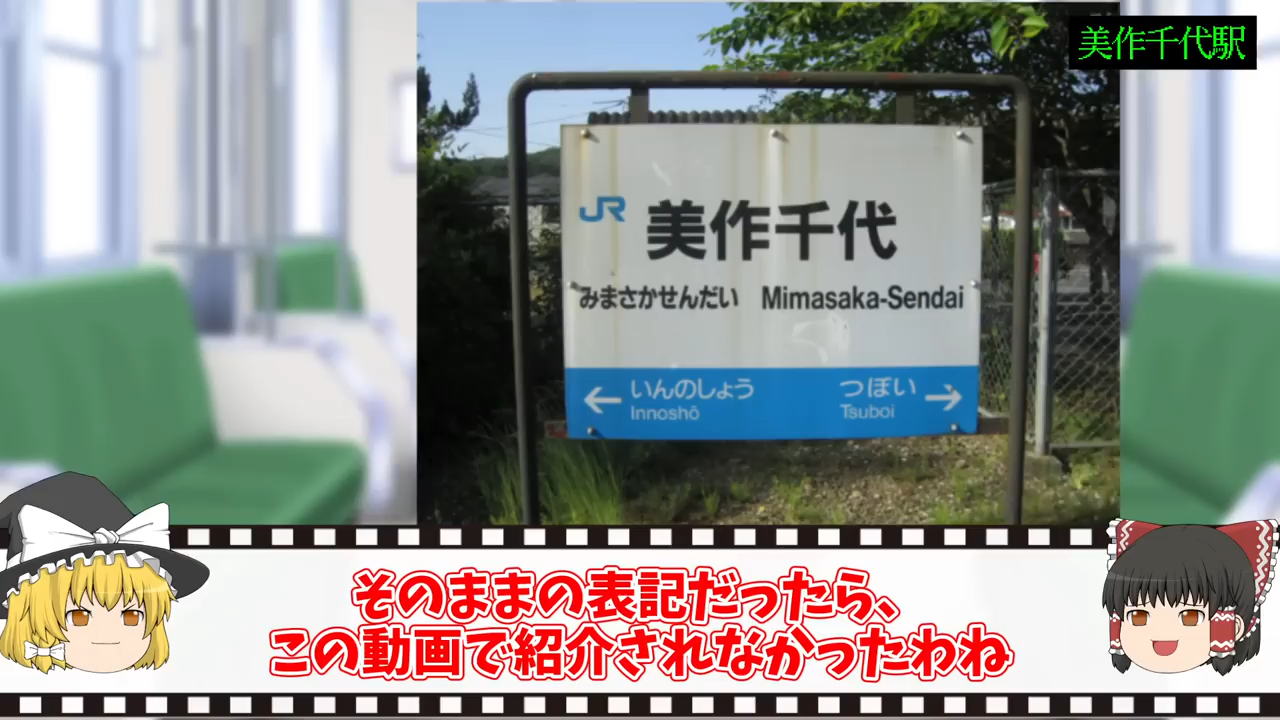 美作千代駅
JR 美作千代
みまさかせんだい Mimasaka-Sendai
いんのしょう つぼい
Innoshō Tsuboi
そのままの表記だったら、
この動画で紹介されなかったわね